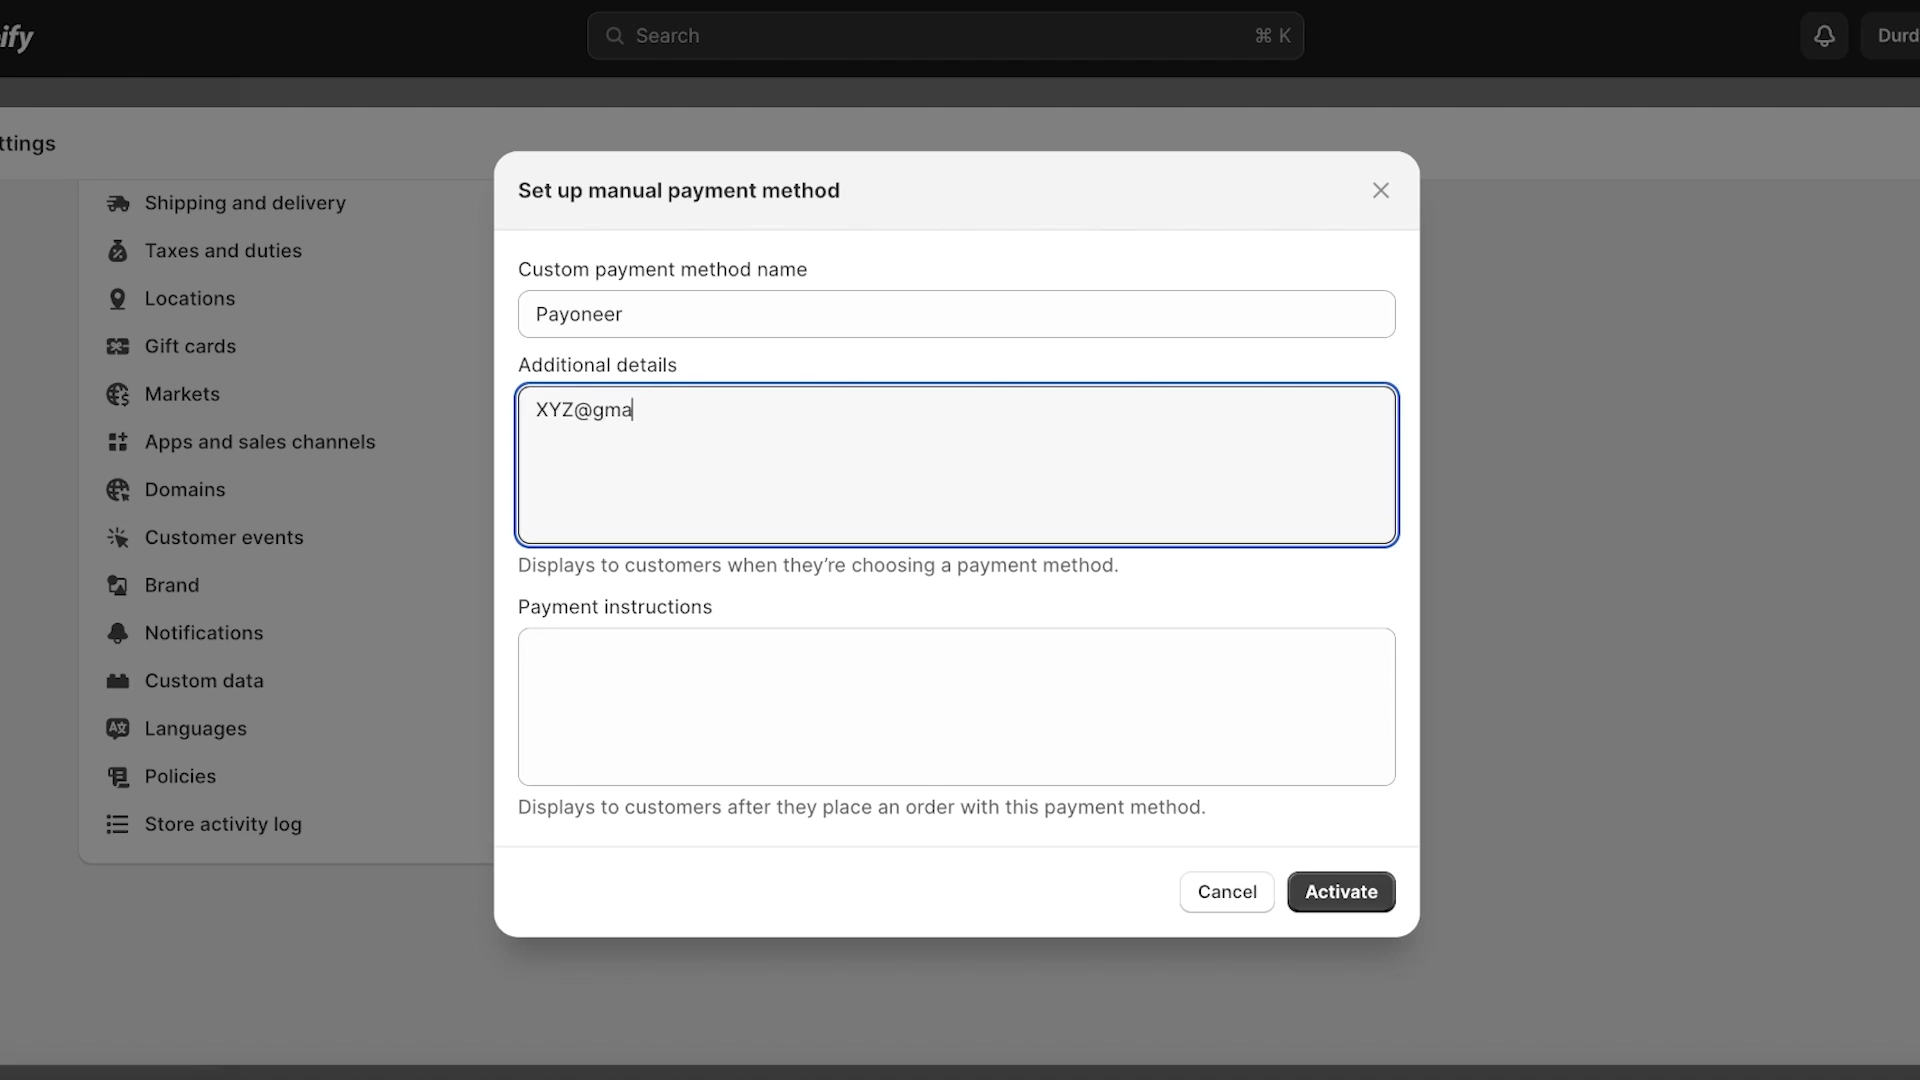 ify
Search
⌘ K
Durd
ttings
Shipping and delivery
Taxes and duties
Locations
Gift cards
Markets
Apps and sales channels
Domains
Customer events
Brand
Notifications
Custom data
Languages
Policies
Store activity log
Set up manual payment method
Custom payment method name
Payoneer
Additional details
XYZ@gma
Displays to customers when they’re choosing a payment method.
Payment instructions
Displays to customers after they place an order with this payment method.
Cancel
Activate